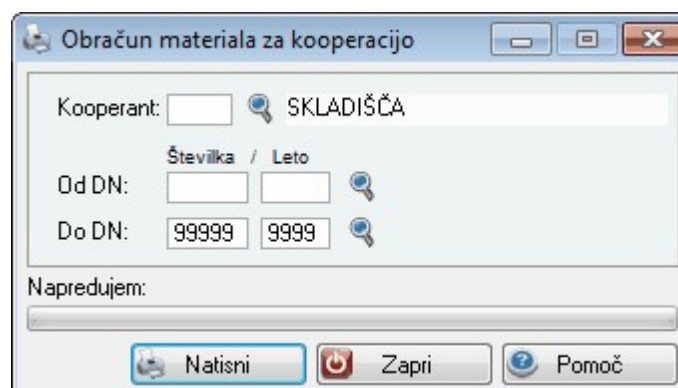 Obračun materiala za kooperacijo
Kooperant: SKLADIŠČA
Številka / Leto
Od DN:
Do DN: 99999 9999
Napredujem:
Natisni Zapri Pomoč